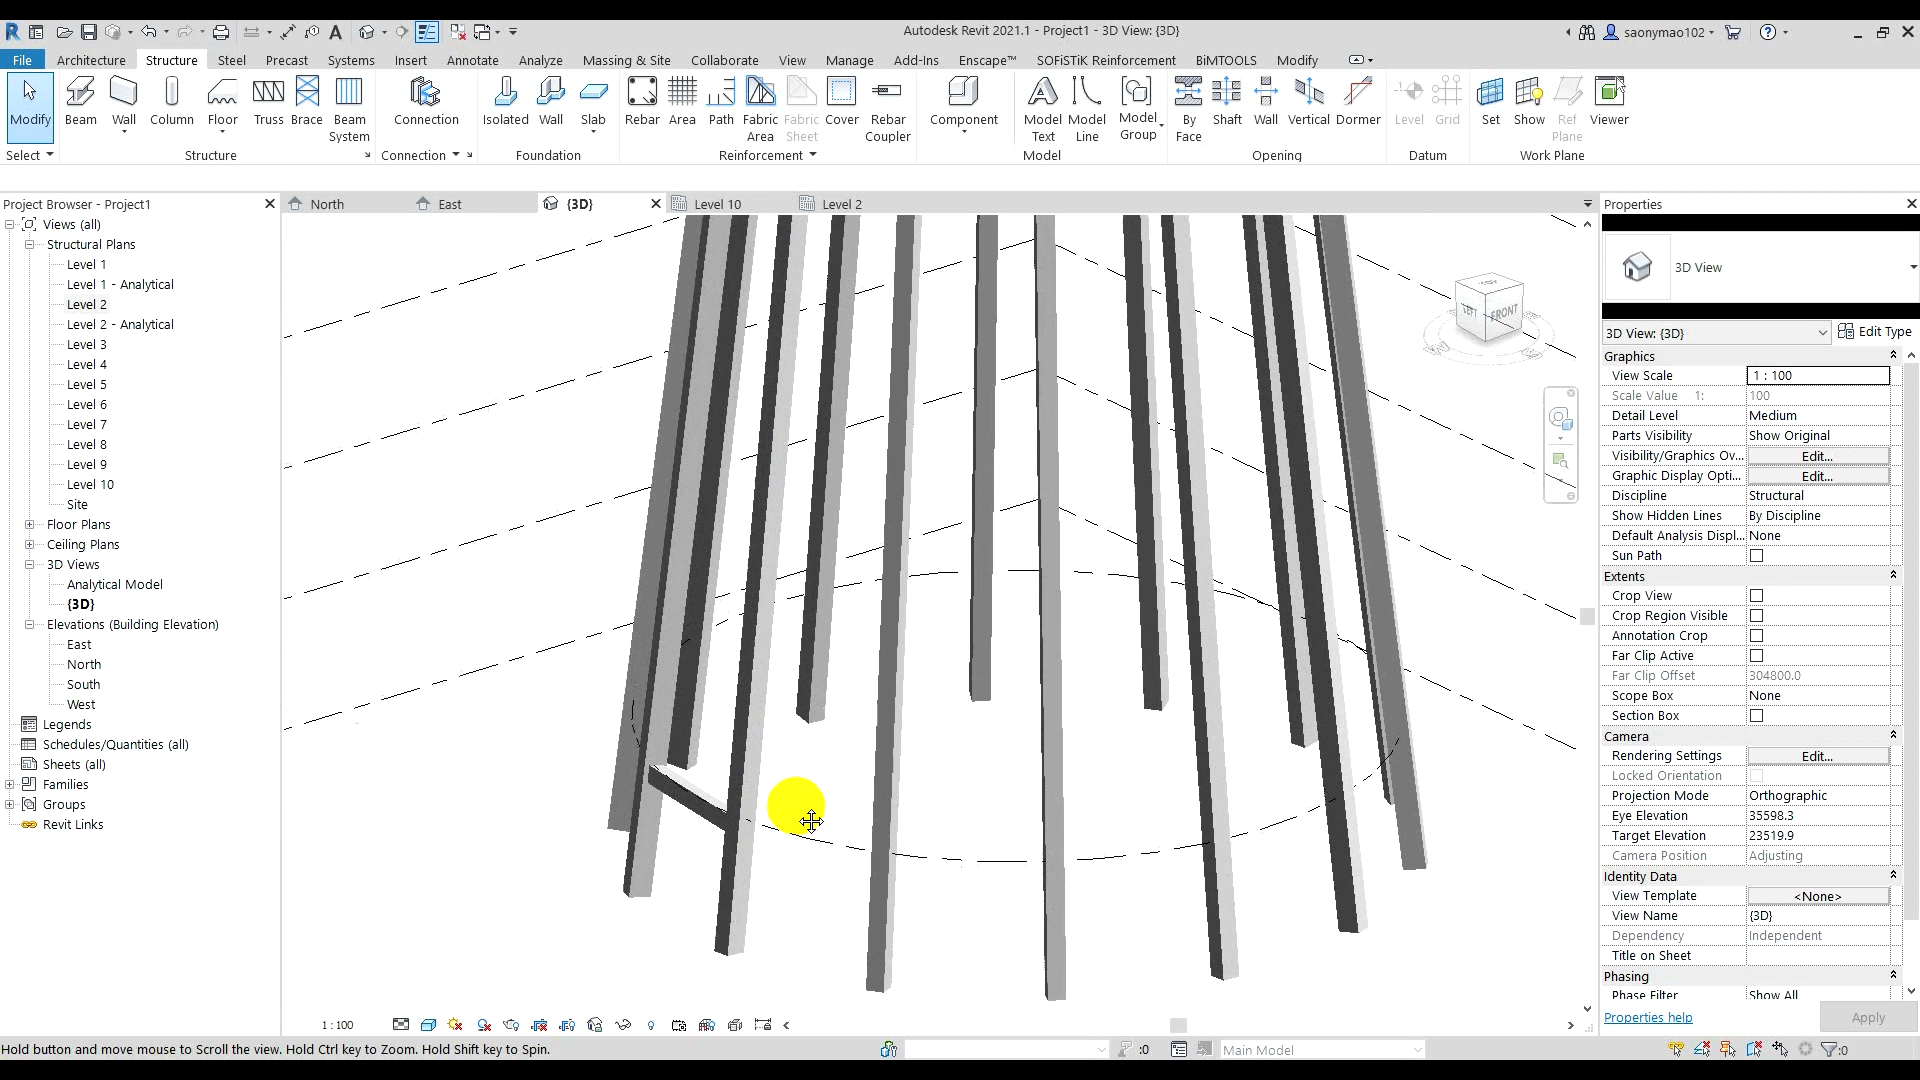 Autodesk Revit 2021.1 - Project1 - 3D View: {3D}
saonymao102
File Architecture Structure Steel Precast Systems Insert Annotate Analyze Massing & Site Collaborate View Manage Add-Ins Enscape™ SOFiSTiK Reinforcement BiMTOOLS Modify
Modify Beam Wall Column Floor Truss Brace Beam System Connection Isolated Wall Slab Rebar Area Path Fabric Area Fabric Sheet Cover Rebar Coupler Component Model Text Model Line Model Group By Face Shaft Wall Vertical Dormer Level Grid Set Show Ref Plane Viewer
Select Structure Connection Foundation Reinforcement Model Opening Datum Work Plane
Project Browser - Project1
North East {3D} Level 10 Level 2
Views (all)
Structural Plans
Level 1
Level 1 - Analytical
Level 2
Level 2 - Analytical
Level 3
Level 4
Level 5
Level 6
Level 7
Level 8
Level 9
Level 10
Site
Floor Plans
Ceiling Plans
3D Views
Analytical Model
{3D}
Elevations (Building Elevation)
East
North
South
West
Legends
Schedules/Quantities (all)
Sheets (all)
Families
Groups
Revit Links
LEFT FRONT
Properties
3D View
3D View: {3D} Edit Type
Graphics
View Scale 1 : 100
Scale Value 1: 100
Detail Level Medium
Parts Visibility Show Original
Visibility/Graphics Ov... Edit...
Graphic Display Opti... Edit...
Discipline Structural
Show Hidden Lines By Discipline
Default Analysis Displ... None
Sun Path
Extents
Crop View
Crop Region Visible
Annotation Crop
Far Clip Active
Far Clip Offset 304800.0
Scope Box None
Section Box
Camera
Rendering Settings Edit...
Locked Orientation
Projection Mode Orthographic
Eye Elevation 35598.3
Target Elevation 23519.9
Camera Position Adjusting
Identity Data
View Template <None>
View Name {3D}
Dependency Independent
Title on Sheet
Phasing
Phase Filter Show All
Properties help Apply
1 : 100
Hold button and move mouse to Scroll the view. Hold Ctrl key to Zoom. Hold Shift key to Spin.
:0 Main Model :0